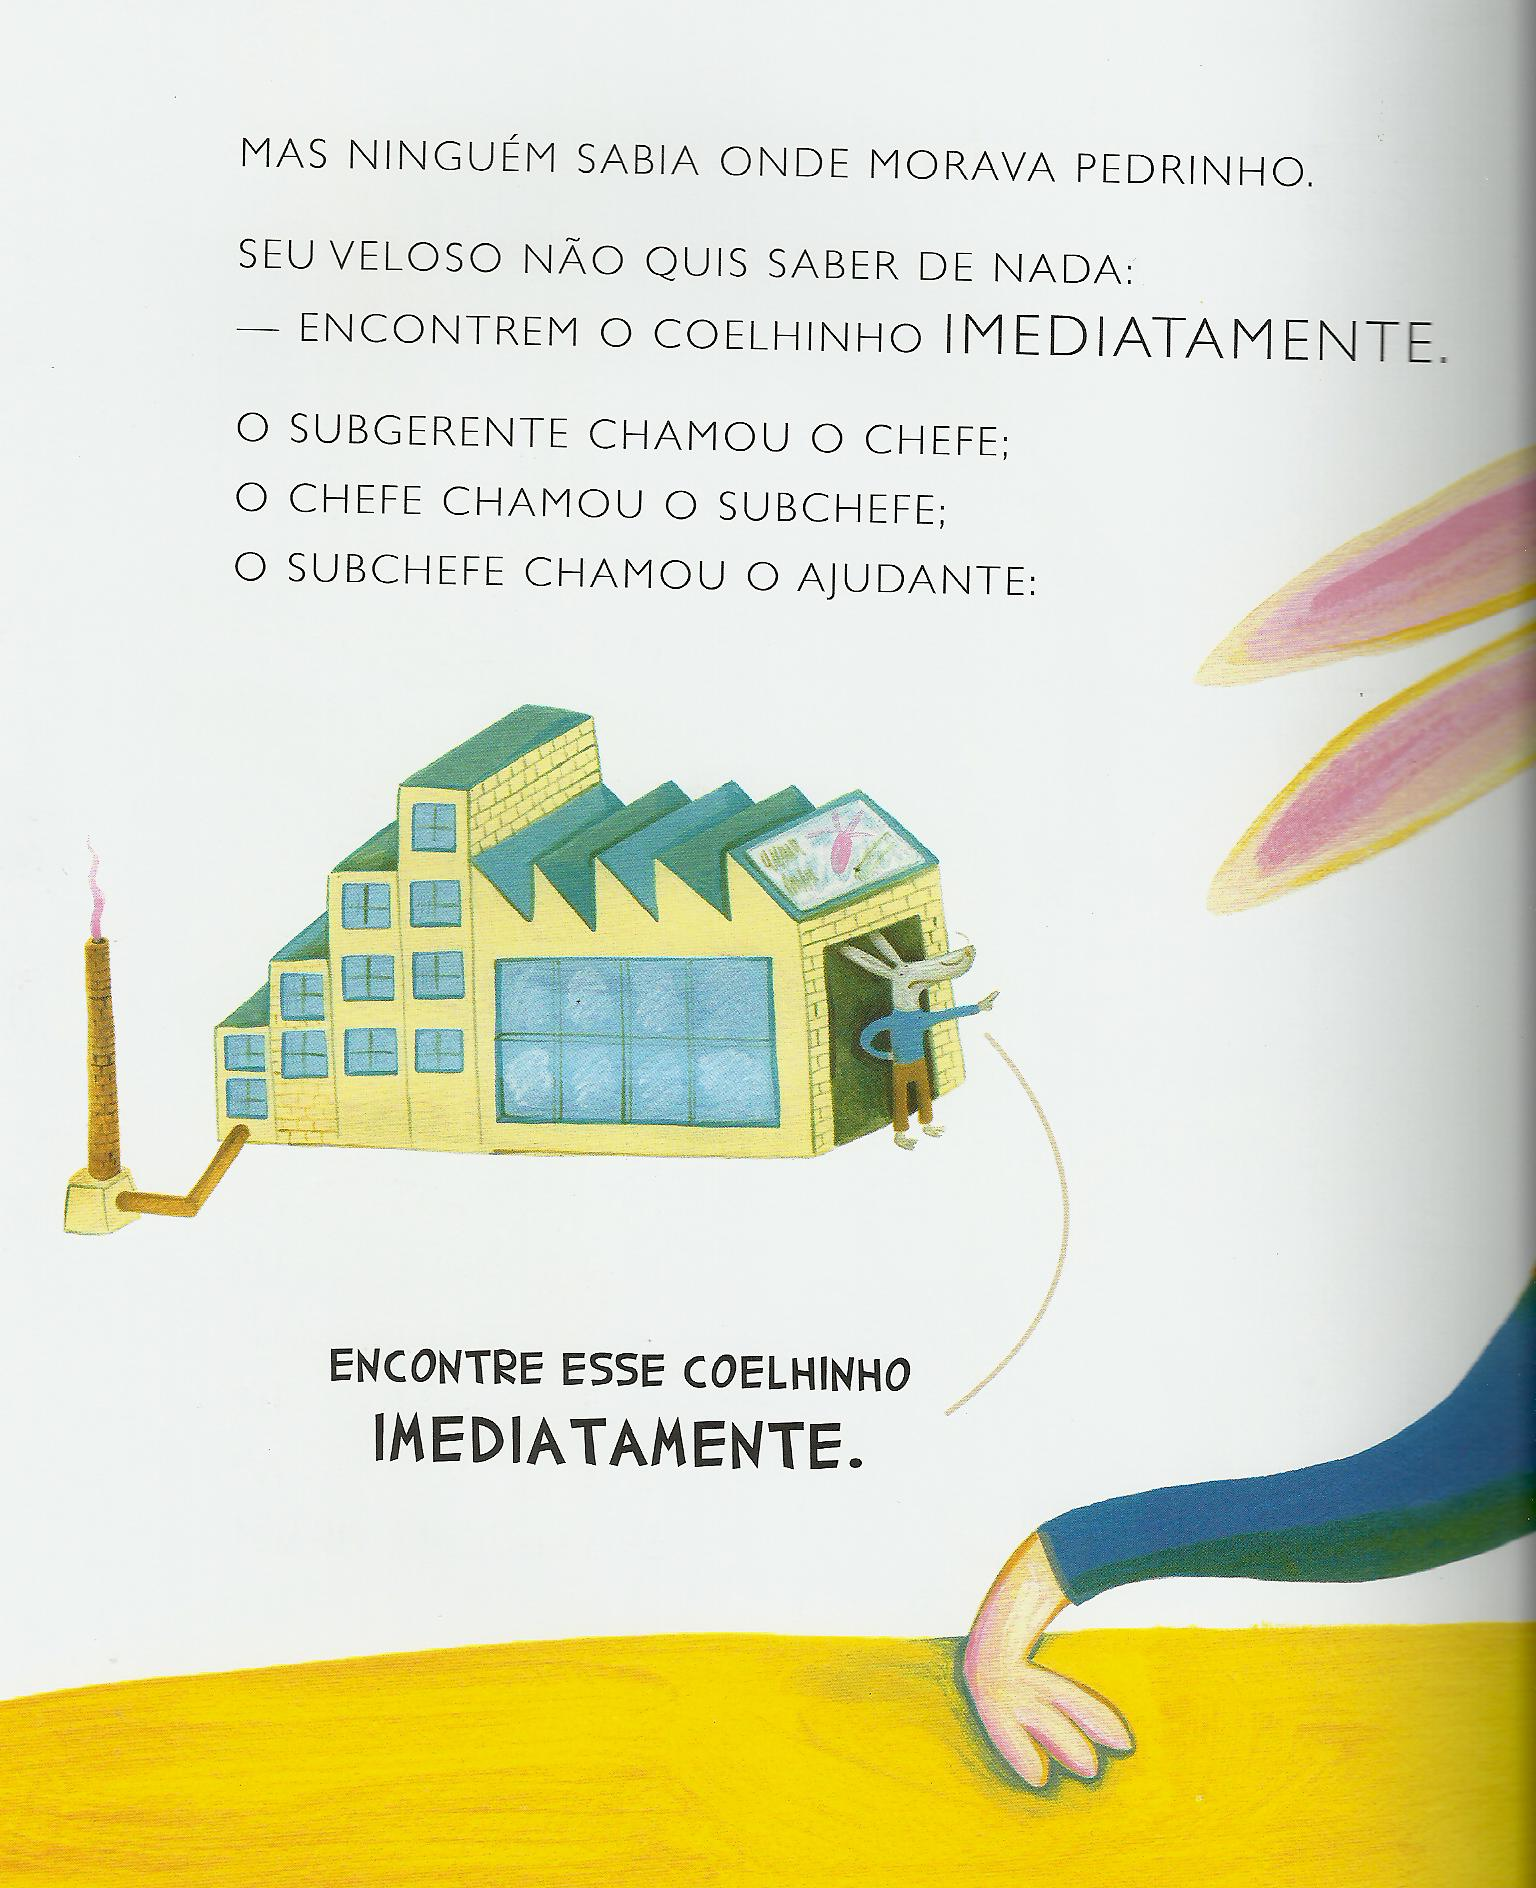 MAS NINGUÉM SABIA ONDE MORAVA PEDRINHO.
SEU VELOSO NÃO QUIS SABER DE NADA:
— ENCONTREM O COELHINHO IMEDIATAMENTE.
O SUBGERENTE CHAMOU O CHEFE;
O CHEFE CHAMOU O SUBCHEFE;
O SUBCHEFE CHAMOU O AJUDANTE:
ENCONTRE ESSE COELHINHO
IMEDIATAMENTE.